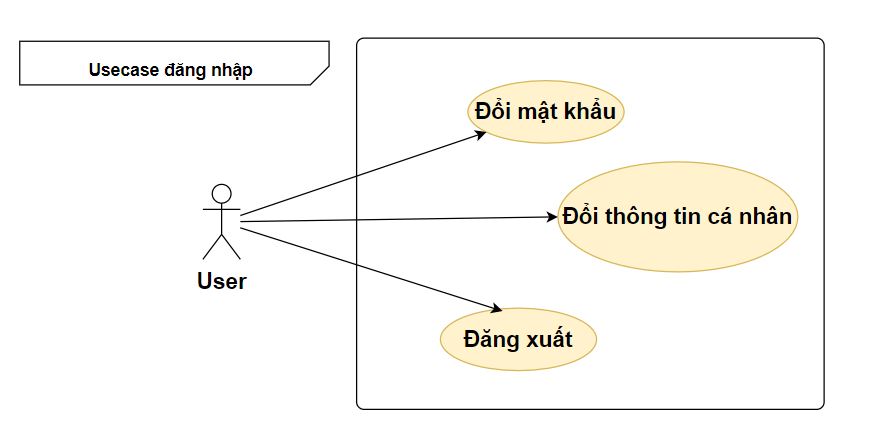 Usecase đăng nhập
Đổi mật khẩu
Đổi thông tin cá nhân
User
Đăng xuất